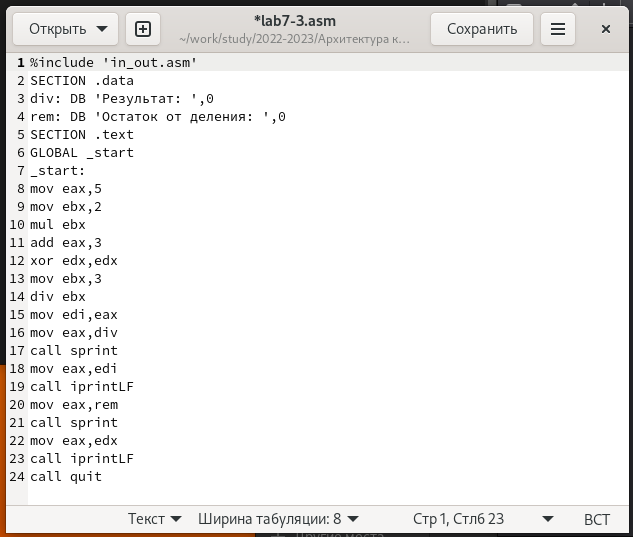 Открыть
*lab7-3.asm
~/work/study/2022-2023/Архитектура к…
Сохранить
1 %include 'in_out.asm'
2 SECTION .data
3 div: DB 'Результат: ',0
4 rem: DB 'Остаток от деления: ',0
5 SECTION .text
6 GLOBAL _start
7 _start:
8 mov eax,5
9 mov ebx,2
10 mul ebx
11 add eax,3
12 xor edx,edx
13 mov ebx,3
14 div ebx
15 mov edi,eax
16 mov eax,div
17 call sprint
18 mov eax,edi
19 call iprintLF
20 mov eax,rem
21 call sprint
22 mov eax,edx
23 call iprintLF
24 call quit
Текст Ширина табуляции: 8 Стр 1, Стлб 23 ВСТ
Другие места